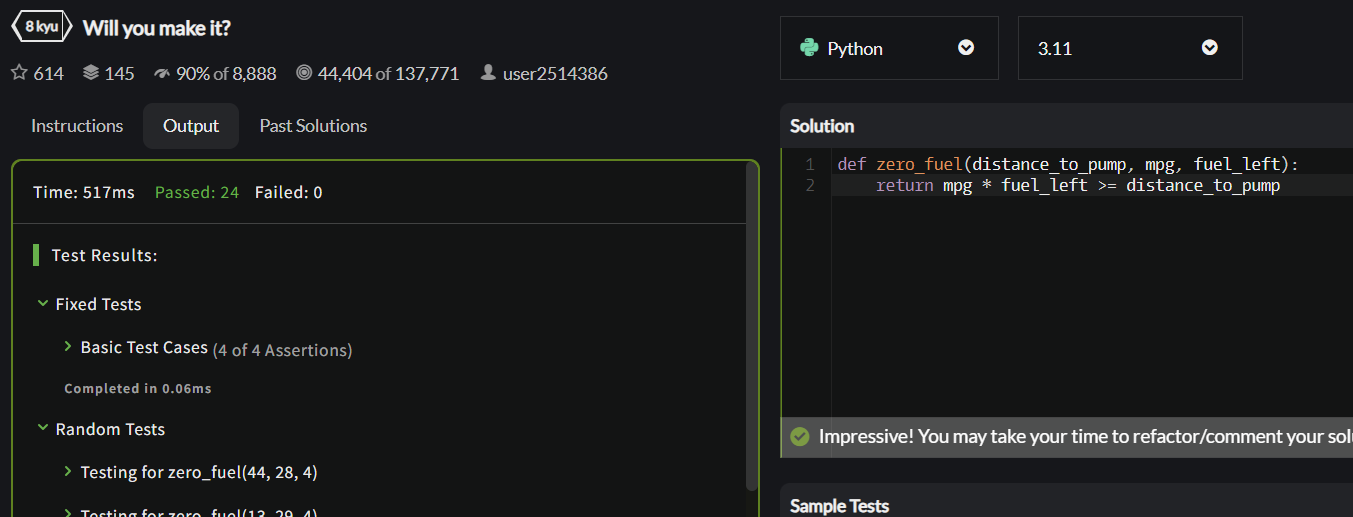 8 kyu Will you make it?
614 145 90% of 8,888 44,404 of 137,771 user2514386
Instructions Output Past Solutions
Time: 517ms Passed: 24 Failed: 0
Test Results:
Fixed Tests
Basic Test Cases (4 of 4 Assertions)
Completed in 0.06ms
Random Tests
Testing for zero_fuel(44, 28, 4)
Testing for zero_fuel(13, 29, 4)
Python 3.11
Solution
1 def zero_fuel(distance_to_pump, mpg, fuel_left):
2 return mpg * fuel_left >= distance_to_pump
Impressive! You may take your time to refactor/comment your
Sample Tests